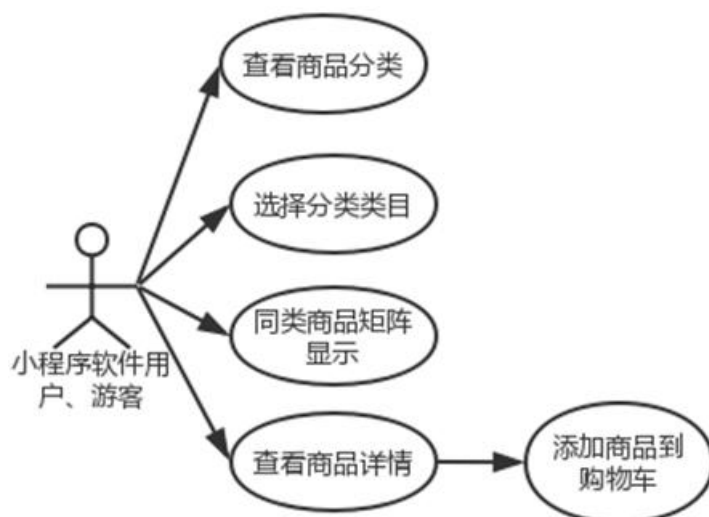 查看商品分类
选择分类类目
同类商品矩阵
显示
小程序软件用
户、游客
查看商品详情
添加商品到
购物车